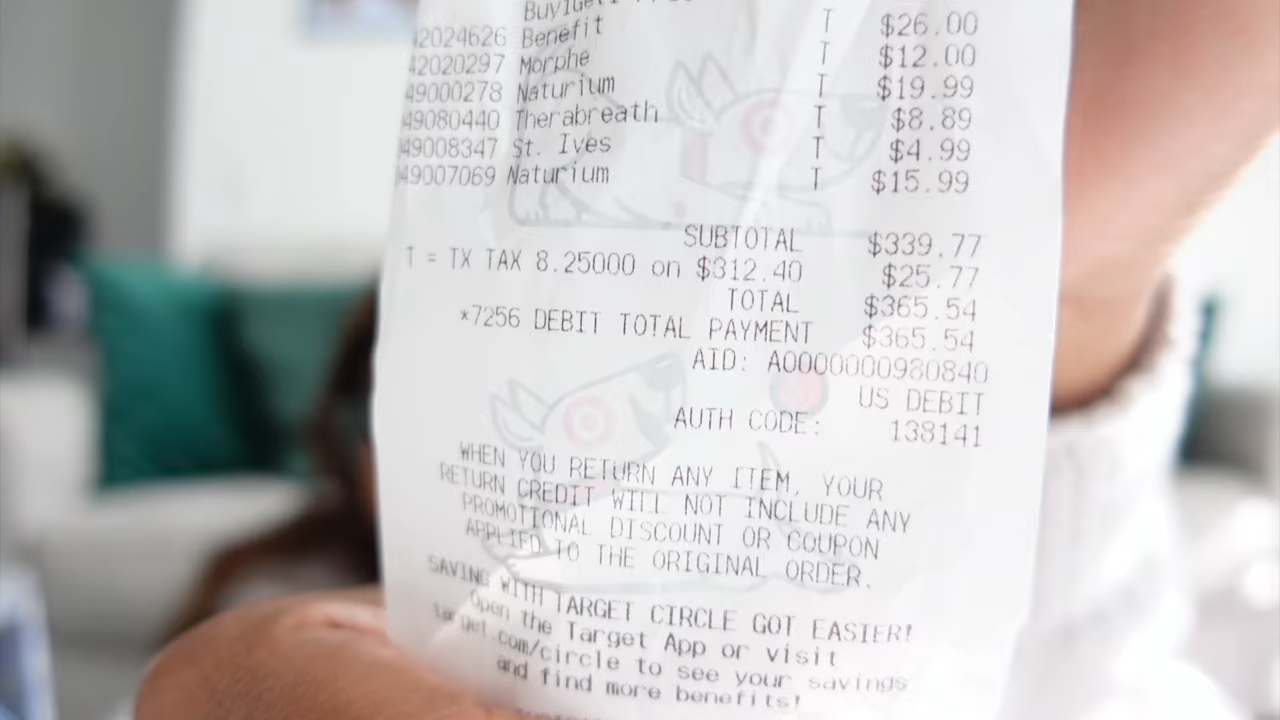 42024626 Benefit T $26.00
42020297 Morphe T $12.00
49000278 Naturium T $19.99
49080440 Therabreath T $8.89
49008347 St. Ives T $4.99
49007069 Naturium T $15.99
SUBTOTAL $339.77
T = TX TAX 8.25000 on $312.40 $25.77
TOTAL $365.54
*7256 DEBIT TOTAL PAYMENT $365.54
AID: A0000000980840
US DEBIT
AUTH CODE: 138141
WHEN YOU RETURN ANY ITEM, YOUR
RETURN CREDIT WILL NOT INCLUDE ANY
PROMOTIONAL DISCOUNT OR COUPON
APPLIED TO THE ORIGINAL ORDER.
SAVING WITH TARGET CIRCLE GOT EASIER!
Open the Target App or visit
target.com/circle to see your savings
and find more benefits!